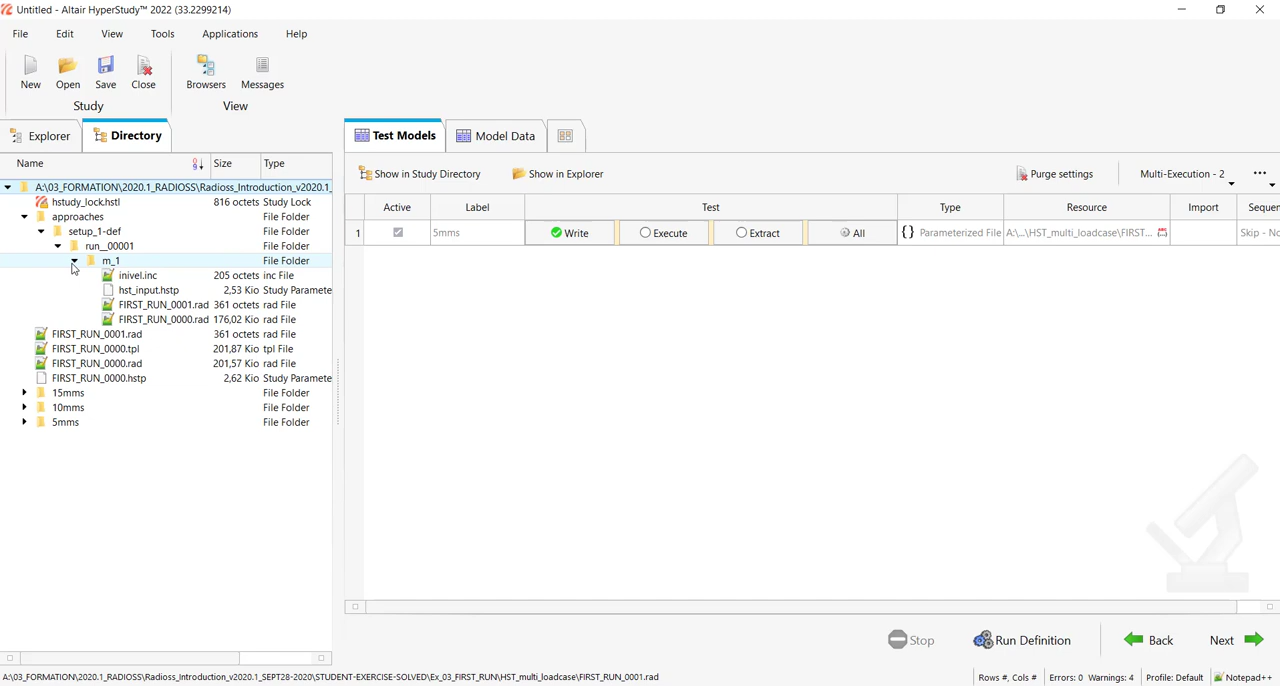 Untitled - Altair HyperStudy™ 2022 (33.2299214)
File Edit View Tools Applications Help
New Open Save Close Browsers Messages
Study View
Explorer Directory Test Models Model Data
Name Size Type
Show in Study Directory Show in Explorer Purge settings Multi-Execution - 2 ...
A:\03_FORMATION\2020.1_RADIOSS\Radioss_Introduction_v2020.1_
hstudy_lock.hstl 816 octets Study Lock
approaches File Folder
setup_1-def File Folder
run__00001 File Folder
m_1 File Folder
inivel.inc 205 octets inc File
hst_input.hstp 2,53 Kio Study Paramete
FIRST_RUN_0001.rad 361 octets rad File
FIRST_RUN_0000.rad 176,02 Kio rad File
FIRST_RUN_0001.rad 361 octets rad File
FIRST_RUN_0000.tpl 201,87 Kio tpl File
FIRST_RUN_0000.rad 201,57 Kio rad File
FIRST_RUN_0000.hstp 2,62 Kio Study Paramete
15mms File Folder
10mms File Folder
5mms File Folder
Active Label Test Type Resource Import Sequen
1 5mms Write Execute Extract All {} Parameterized File A:\...\HST_multi_loadcase\FIRST... Skip - No
Stop Run Definition Back Next
A:\03_FORMATION\2020.1_RADIOSS\Radioss_Introduction_v2020.1_SEPT28-2020\STUDENT-EXERCISE-SOLVED\Ex_03_FIRST_RUN\HST_multi_loadcase\FIRST_RUN_0001.rad Rows #, Cols # Errors: 0 Warnings: 4 Profile: Default Notepad++